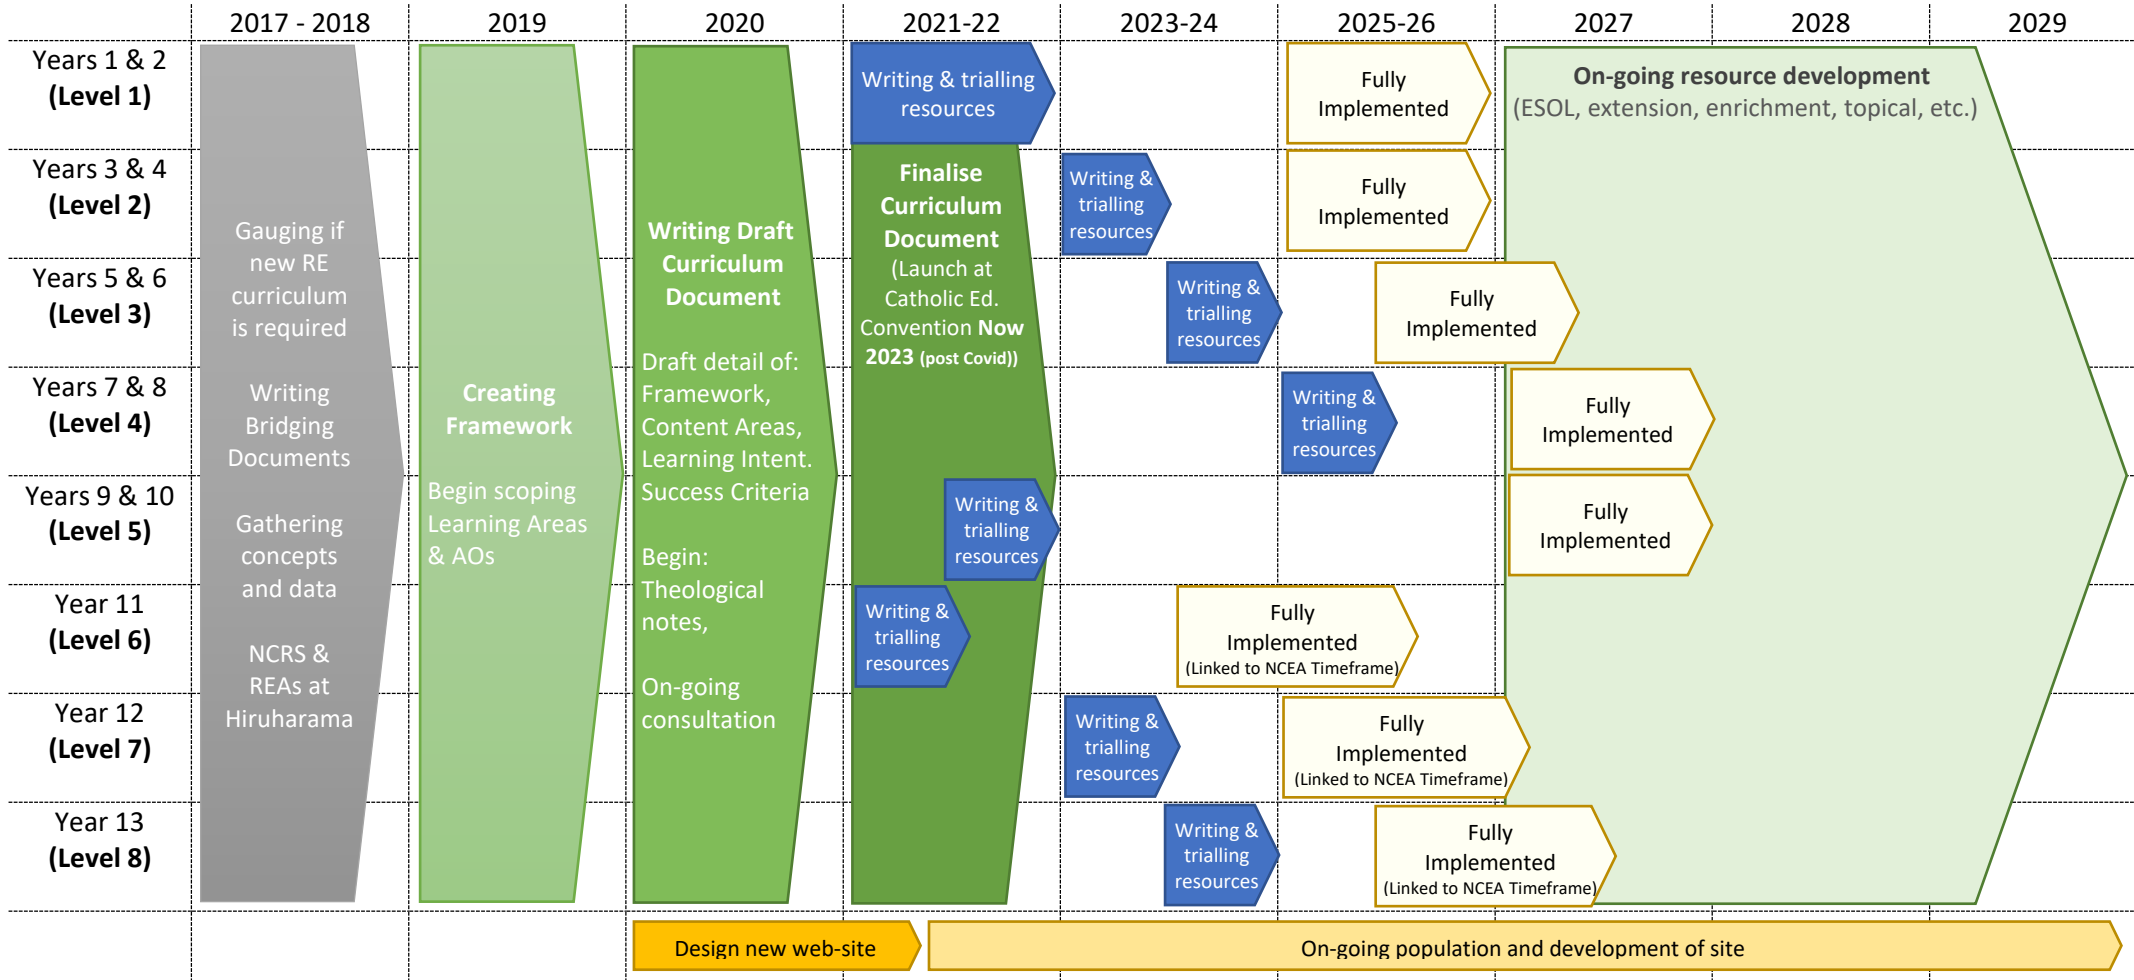 2017 - 2018
2019
2020
2021-22
2023-24
2025-26
2027
2028
2029
Years 1 & 2
(Level 1)
Years 3 & 4
(Level 2)
Years 5 & 6
(Level 3)
Years 7 & 8
(Level 4)
Years 9 & 10
(Level 5)
Year 11
(Level 6)
Year 12
(Level 7)
Year 13
(Level 8)
Gauging if
new RE
curriculum
is required
Writing
Bridging
Documents
Gathering
concepts
and data
NCRS &
REAs at
Hiruharama
Creating
Framework
Begin scoping
Learning Areas
& AOs
Writing Draft
Curriculum
Document
Draft detail of:
Framework,
Content Areas,
Learning Intent.
Success Criteria
Begin:
Theological
notes,
On-going
consultation
Writing & trialling
resources
Finalise
Curriculum
Document
(Launch at
Catholic Ed.
Convention Now
2023 (post Covid))
Writing &
trialling
resources
Writing &
trialling
resources
Writing &
trialling
resources
Writing &
trialling
resources
Writing &
trialling
resources
Writing &
trialling
resources
Writing &
trialling
resources
Fully
Implemented
Fully
Implemented
Fully
Implemented
Fully
Implemented
Fully
Implemented
Fully
Implemented
(Linked to NCEA Timeframe)
Fully
Implemented
(Linked to NCEA Timeframe)
Fully
Implemented
(Linked to NCEA Timeframe)
On-going resource development
(ESOL, extension, enrichment, topical, etc.)
Design new web-site
On-going population and development of site